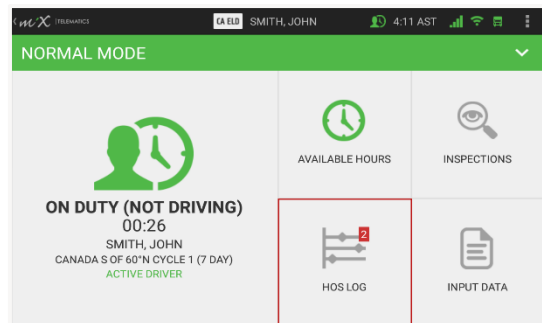 miX TELEMATICS CA ELD SMITH, JOHN 4:11 AST
NORMAL MODE
ON DUTY (NOT DRIVING)
00:26
SMITH, JOHN
CANADA S OF 60°N CYCLE 1 (7 DAY)
ACTIVE DRIVER
AVAILABLE HOURS
INSPECTIONS
2
HOS LOG
INPUT DATA